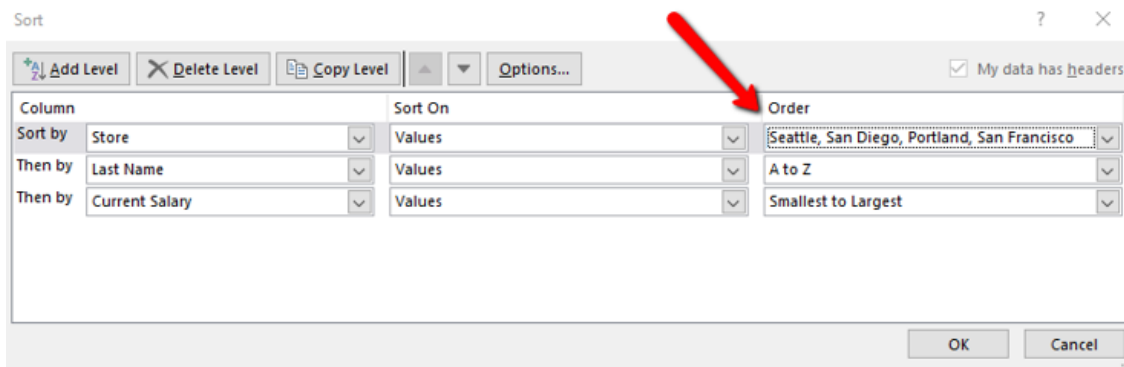 Sort ?
Add Level Delete Level Copy Level Options... My data has headers
Column Sort On Order
Sort by Store Values Seattle, San Diego, Portland, San Francisco
Then by Last Name Values A to Z
Then by Current Salary Values Smallest to Largest
OK Cancel